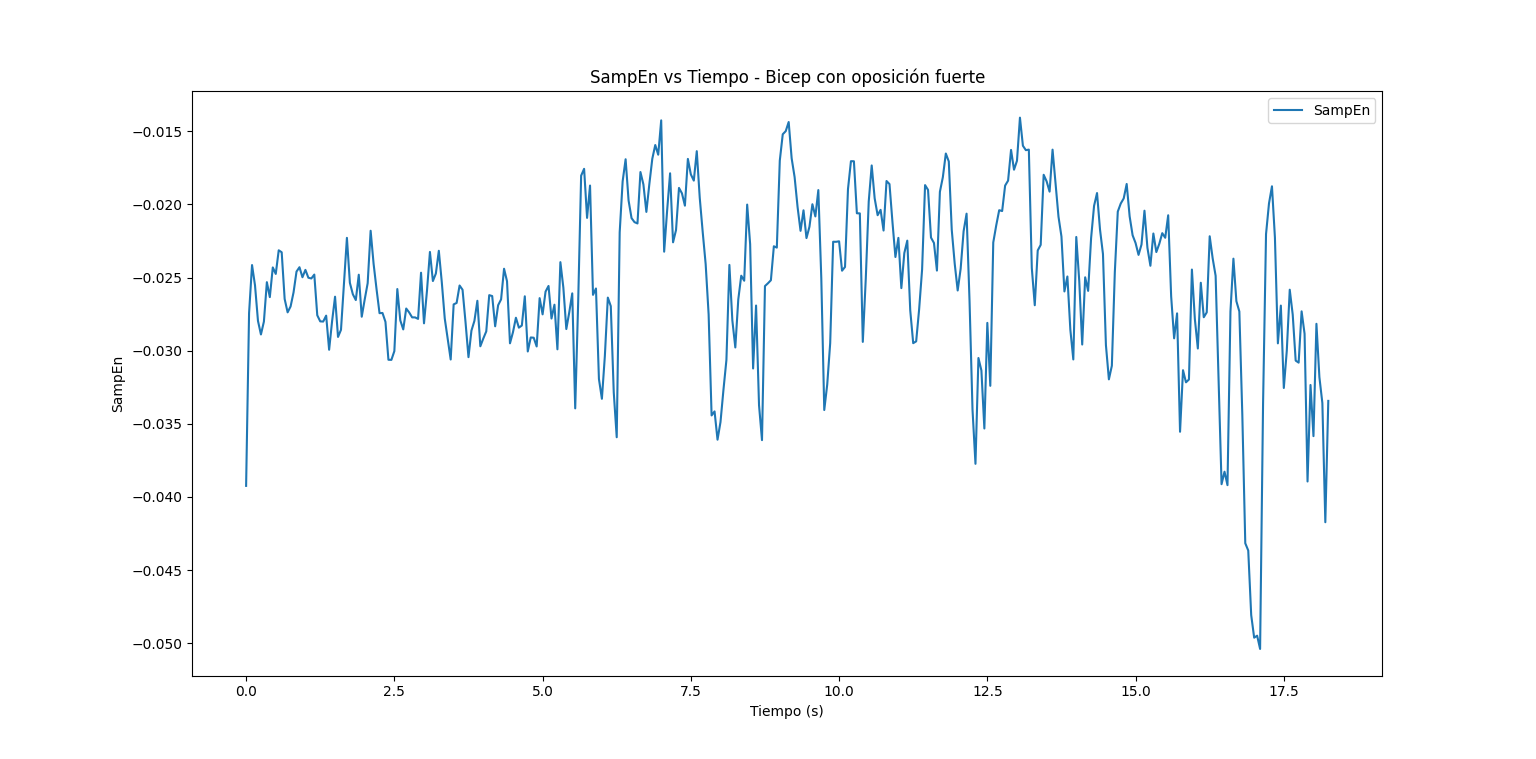 SampEn vs Tiempo - Bicep con oposición fuerte
SampEn
−0.015
−0.020
−0.025
−0.030
−0.035
−0.040
−0.045
−0.050
SampEn
0.0 2.5 5.0 7.5 10.0 12.5 15.0 17.5
Tiempo (s)